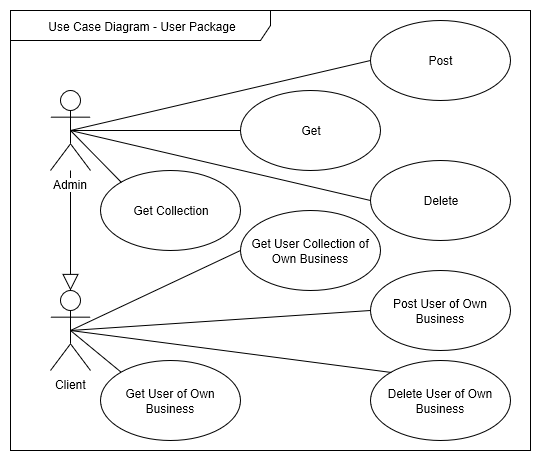 Use Case Diagram - User Package
Post
Get
Admin
Delete
Get Collection
Get User Collection of
Own Business
Post User of Own
Business
Client
Get User of Own
Business
Delete User of Own
Business